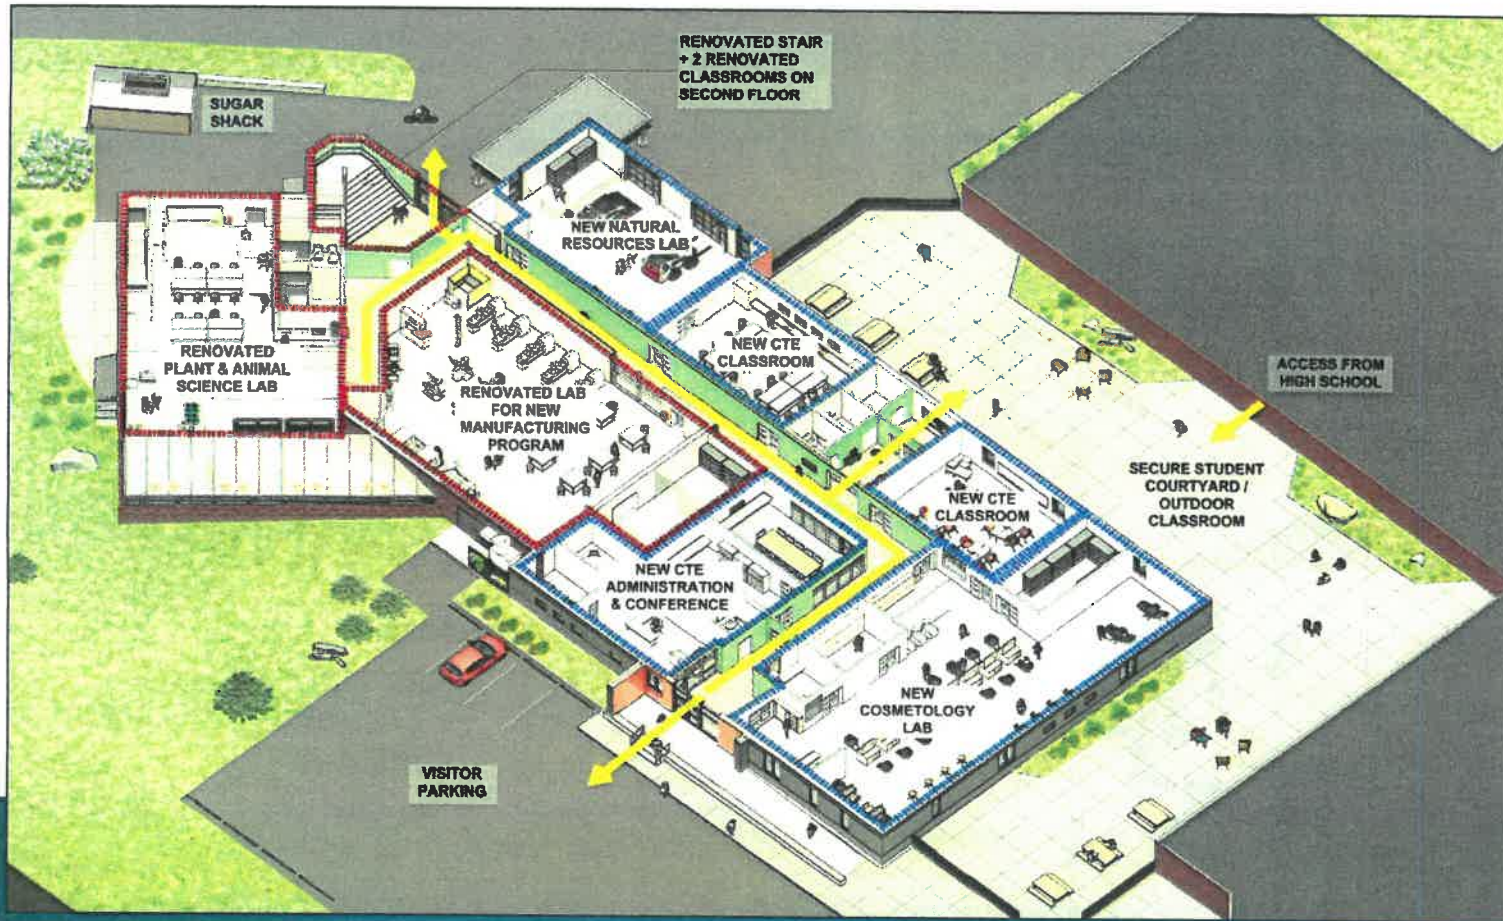 RENOVATED STAIR
+ 2 RENOVATED
CLASSROOMS ON
SECOND FLOOR
SUGAR
SHACK
NEW NATURAL
RESOURCES LAB
NEW CTE
CLASSROOM
RENOVATED
PLANT & ANIMAL
SCIENCE LAB
RENOVATED LAB
FOR NEW
MANUFACTURING
PROGRAM
ACCESS FROM
HIGH SCHOOL
SECURE STUDENT
COURTYARD /
OUTDOOR
CLASSROOM
NEW CTE
CLASSROOM
NEW CTE
ADMINISTRATION
& CONFERENCE
NEW
COSMETOLOGY
LAB
VISITOR
PARKING